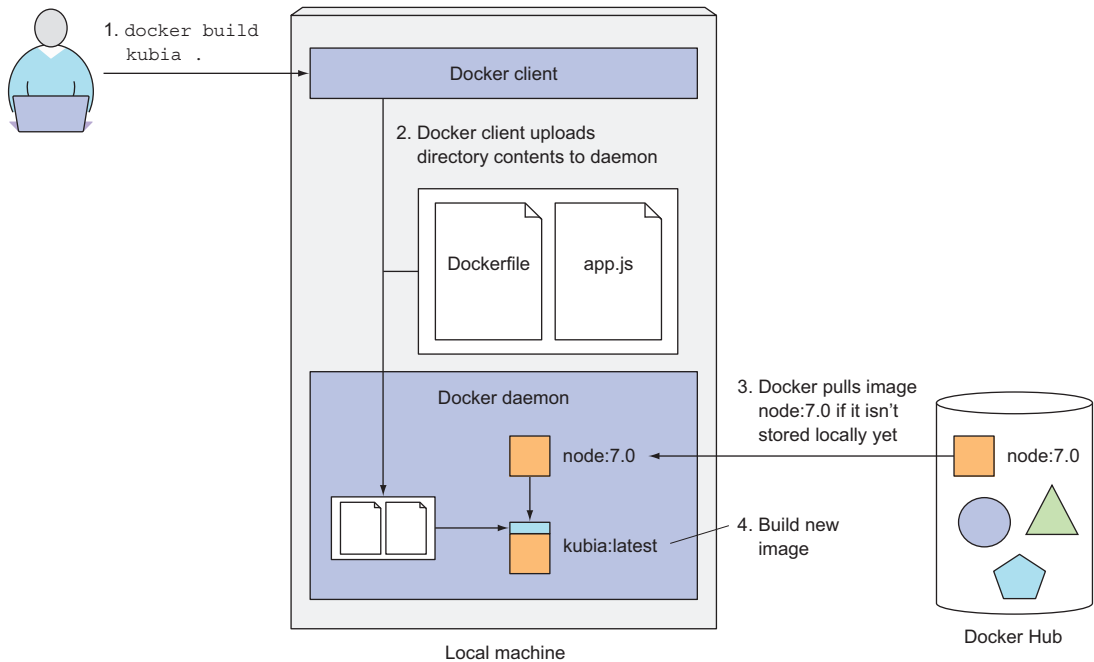 1. docker build
kubia .
Docker client
2. Docker client uploads
directory contents to daemon
Dockerfile
app.js
Docker daemon
3. Docker pulls image
node:7.0 if it isn't
stored locally yet
node:7.0
node:7.0
kubia:latest
4. Build new
image
Local machine
Docker Hub